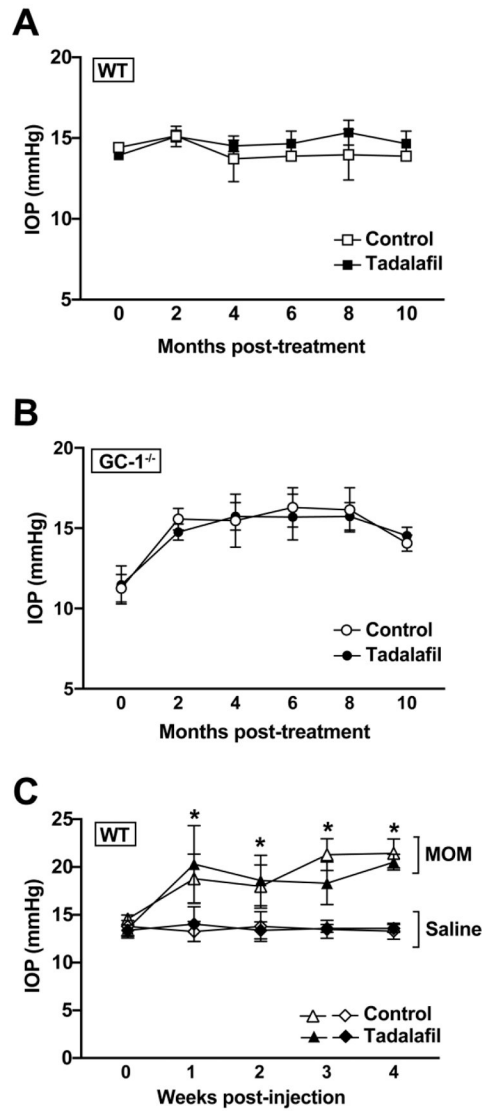 A
WT
20
15
10
5
IOP (mmHg)
Control
Tadalafil
0 2 4 6 8 10
Months post-treatment
B
GC-1-/-
20
15
10
5
IOP (mmHg)
Control
Tadalafil
0 2 4 6 8 10
Months post-treatment
C
WT
25
20
15
10
5
0
IOP (mmHg)
* * * *
MOM
Saline
Control
Tadalafil
0 1 2 3 4
Weeks post-injection